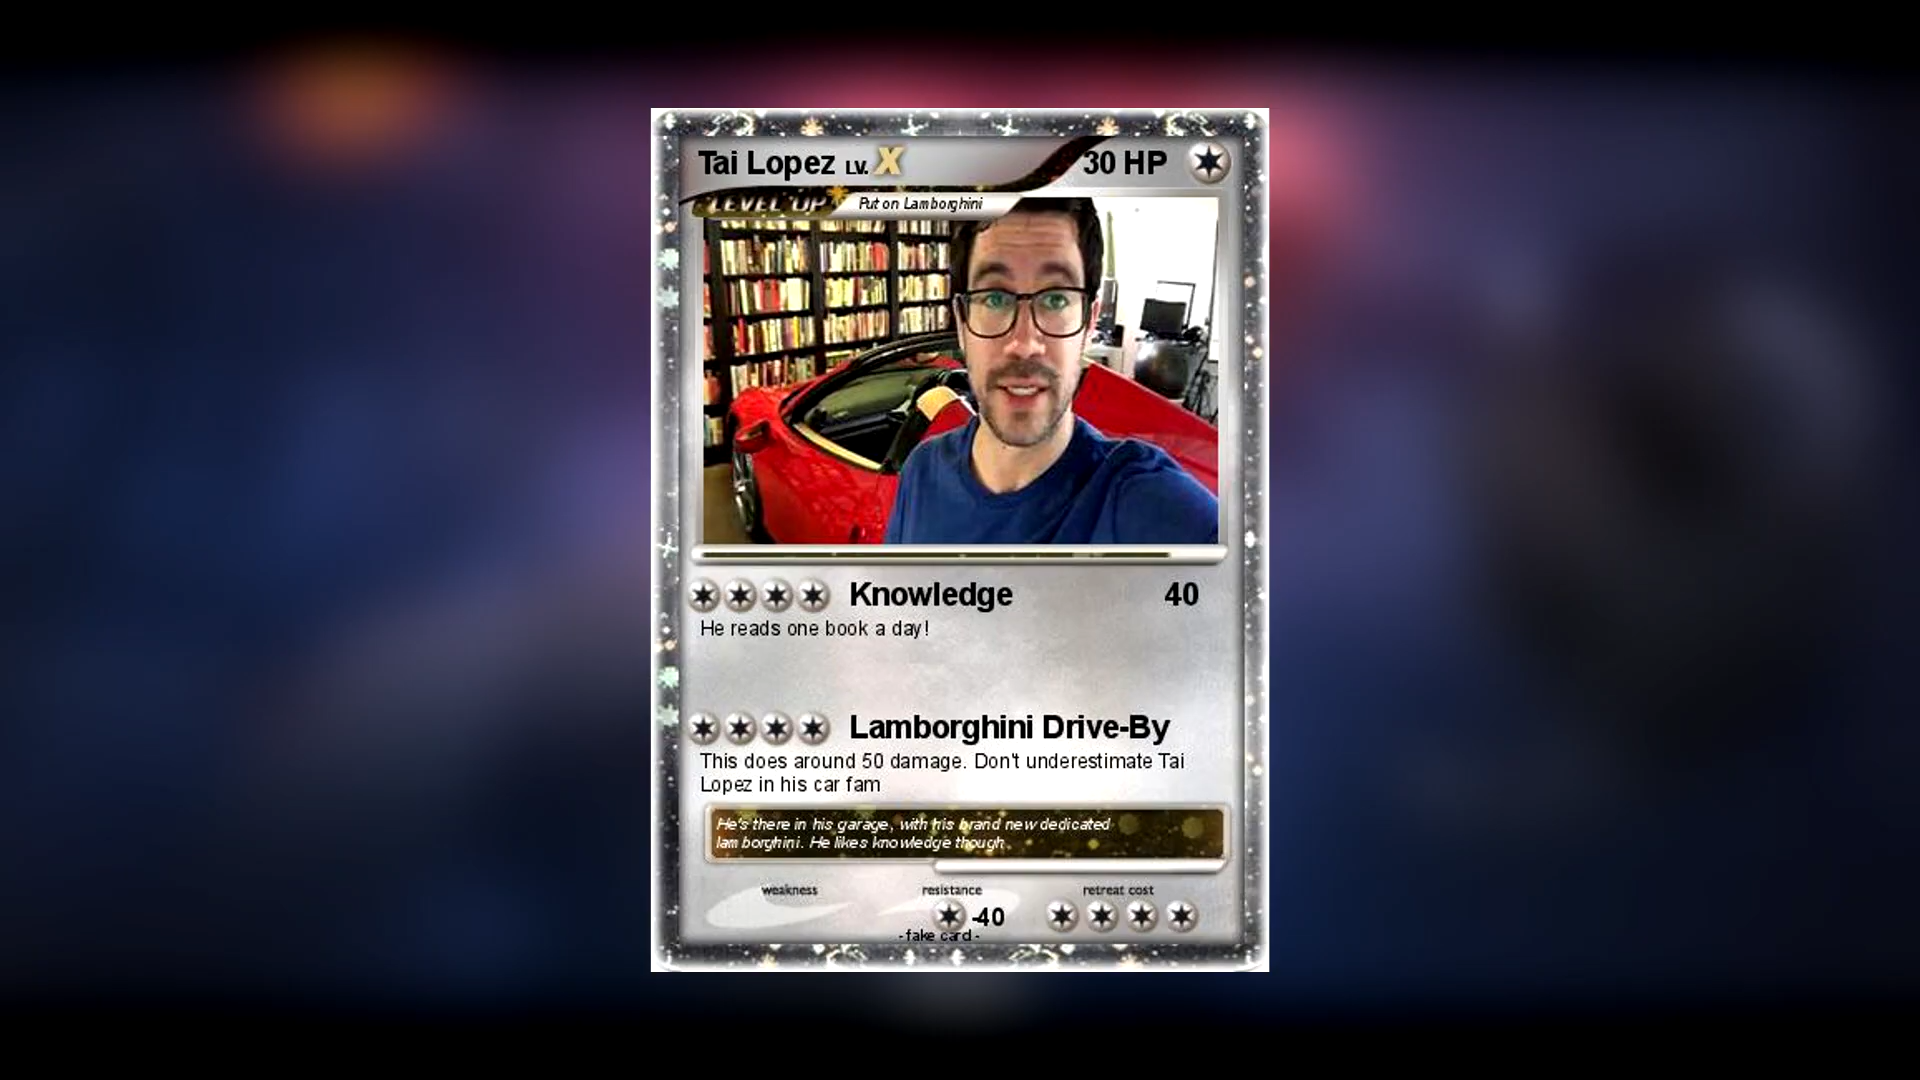 Tai Lopez LV.X 30 HP
LEVEL UP Put on Lamborghini
Knowledge 40
He reads one book a day!
Lamborghini Drive-By
This does around 50 damage. Don't underestimate Tai
Lopez in his car fam
He's there in his garage, with his brand new dedicated
lamborghini. He likes knowledge though.
weakness resistance retreat cost
-40
- fake card -